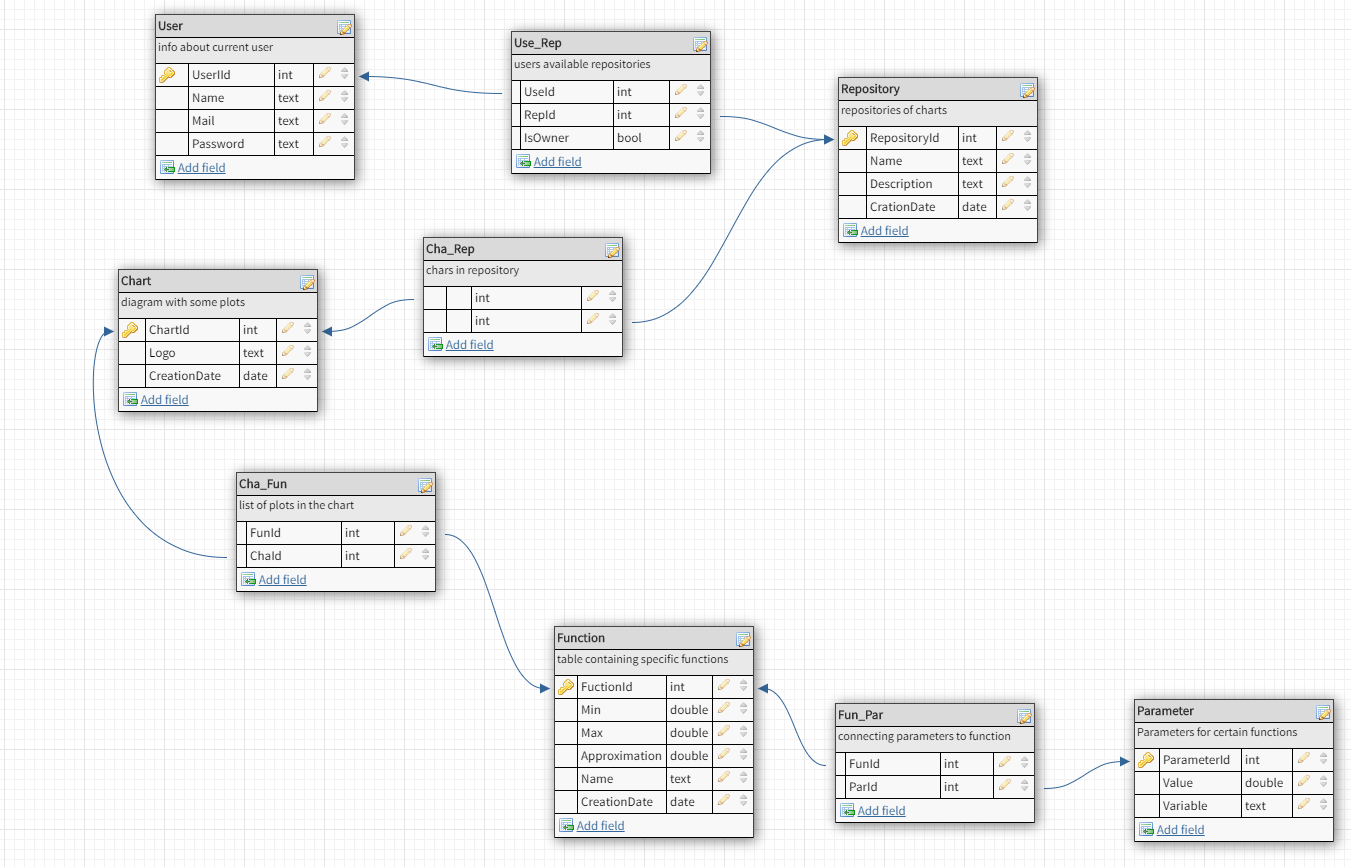 User
info about current user
UserIId int
Name text
Mail text
Password text
Add field
Use_Rep
users available repositories
UseId int
RepId int
IsOwner bool
Add field
Repository
repositories of charts
RepositoryId int
Name text
Description text
CrationDate date
Add field
Cha_Rep
chars in repository
int
int
Add field
Chart
diagram with some plots
ChartId int
Logo text
CreationDate date
Add field
Cha_Fun
list of plots in the chart
FunId int
ChaId int
Add field
Function
table containing specific functions
FuctionId int
Min double
Max double
Approximation double
Name text
CreationDate date
Add field
Fun_Par
connecting parameters to function
FunId int
ParId int
Add field
Parameter
Parameters for certain functions
ParameterId int
Value double
Variable text
Add field